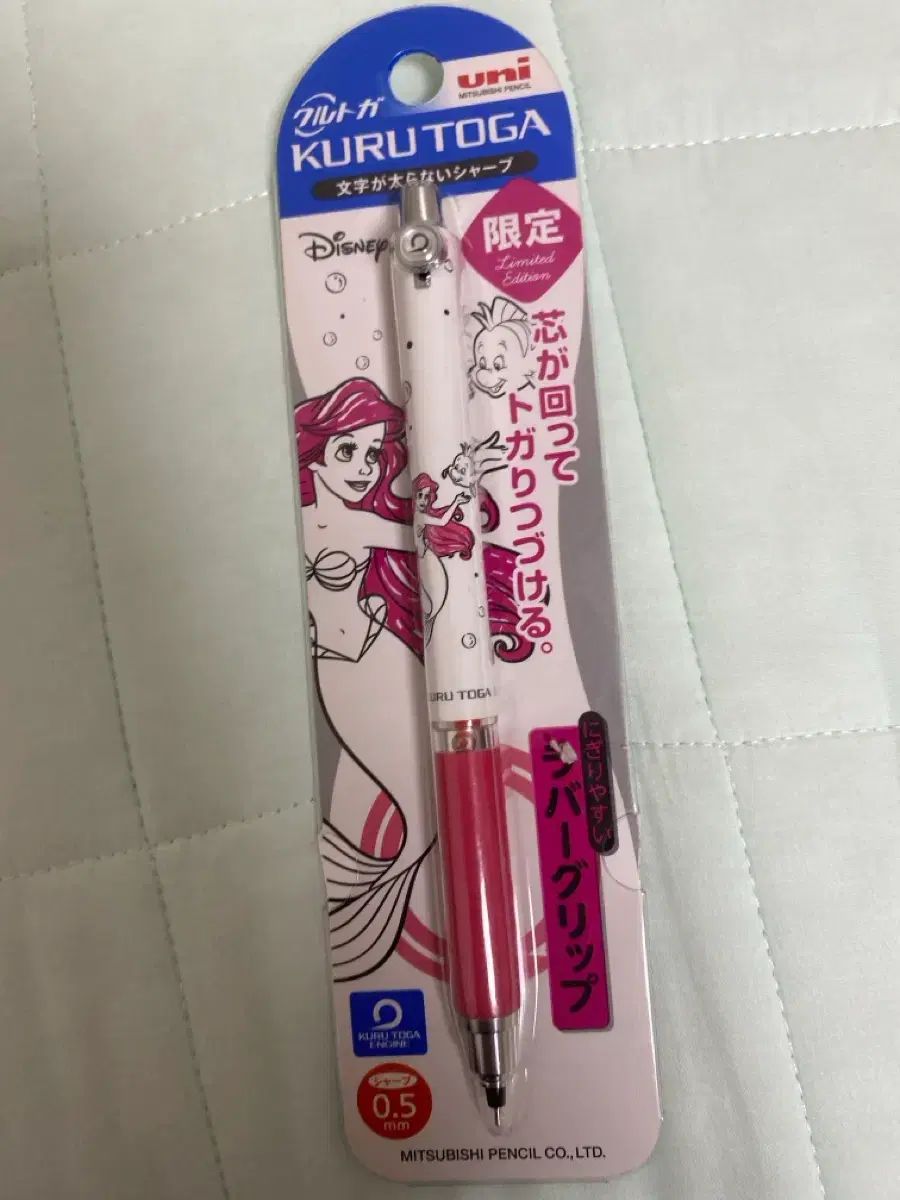 uni
MITSUBISHI PENCIL
クルトガ
KURU TOGA
文字が太らないシャープ
Disney
限定
Limited
Edition
芯が回って
トガりつづける。
KURU TOGA
にぎりやすい
ラバーグリップ
KURU TOGA
ENGINE
シャープ
0.5
mm
MITSUBISHI PENCIL CO., LTD.